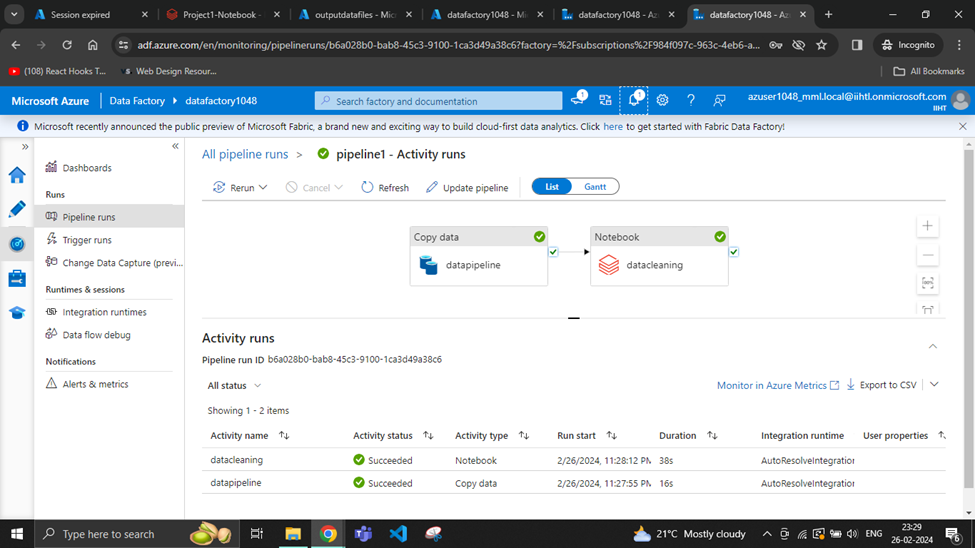 Session expired
Project1-Notebook -
outputdatafiles - Mic
datafactory1048 - Mi
datafactory1048 - Az
datafactory1048 - Az
adf.azure.com/en/monitoring/pipelineruns/b6a028b0-bab8-45c3-9100-1ca3d49a38c6?factory=%2Fsubscriptions%2F984f097c-963c-4eb6-a...
Incognito
(108) React Hooks T...
Web Design Resour...
All Bookmarks
Microsoft Azure
Data Factory
datafactory1048
Search factory and documentation
1
1
azuser1048_mml.local@iihtl.onmicrosoft.com
IIHT
Microsoft recently announced the public preview of Microsoft Fabric, a brand new and exciting way to build cloud-first data analytics. Click here to get started with Fabric Data Factory!
Dashboards
Runs
Pipeline runs
Trigger runs
Change Data Capture (previ...
Runtimes & sessions
Integration runtimes
Data flow debug
Notifications
Alerts & metrics
All pipeline runs > pipeline1 - Activity runs
Rerun
Cancel
Refresh
Update pipeline
List
Gantt
Copy data
datapipeline
Notebook
datacleaning
Activity runs
Pipeline run ID b6a028b0-bab8-45c3-9100-1ca3d49a38c6
All status
Monitor in Azure Metrics
Export to CSV
Showing 1 - 2 items
Activity name Activity status Activity type Run start Duration Integration runtime User properties
datacleaning Succeeded Notebook 2/26/2024, 11:28:12 PM 38s AutoResolveIntegration
datapipeline Succeeded Copy data 2/26/2024, 11:27:55 PM 16s AutoResolveIntegration
Type here to search
21°C Mostly cloudy
ENG
23:29
26-02-2024
6